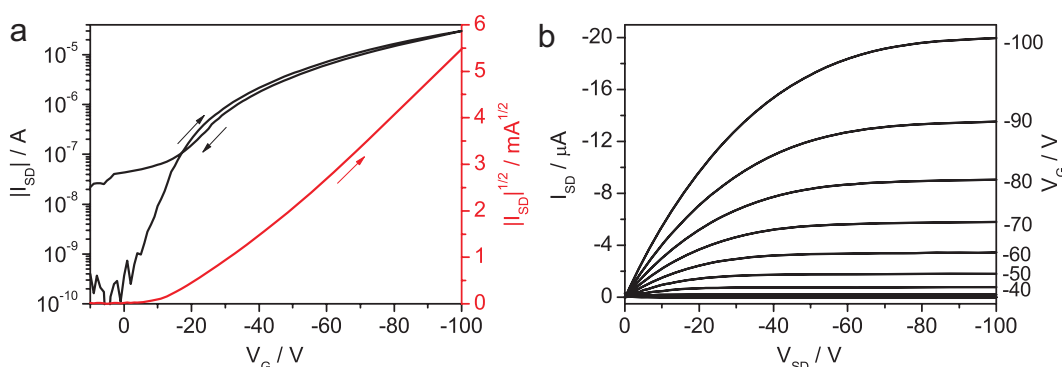 a
|I_SD| / A
10^-5
10^-6
10^-7
10^-8
10^-9
10^-10
0 -20 -40 -60 -80 -100
V_G / V
6
5
4
3
2
1
0
|I_SD|^1/2 / mA^1/2
b
I_SD / μA
-20
-16
-12
-8
-4
0
0 -20 -40 -60 -80 -100
V_SD / V
-100
-90
-80
-70
-60
-50
-40
V_G / V